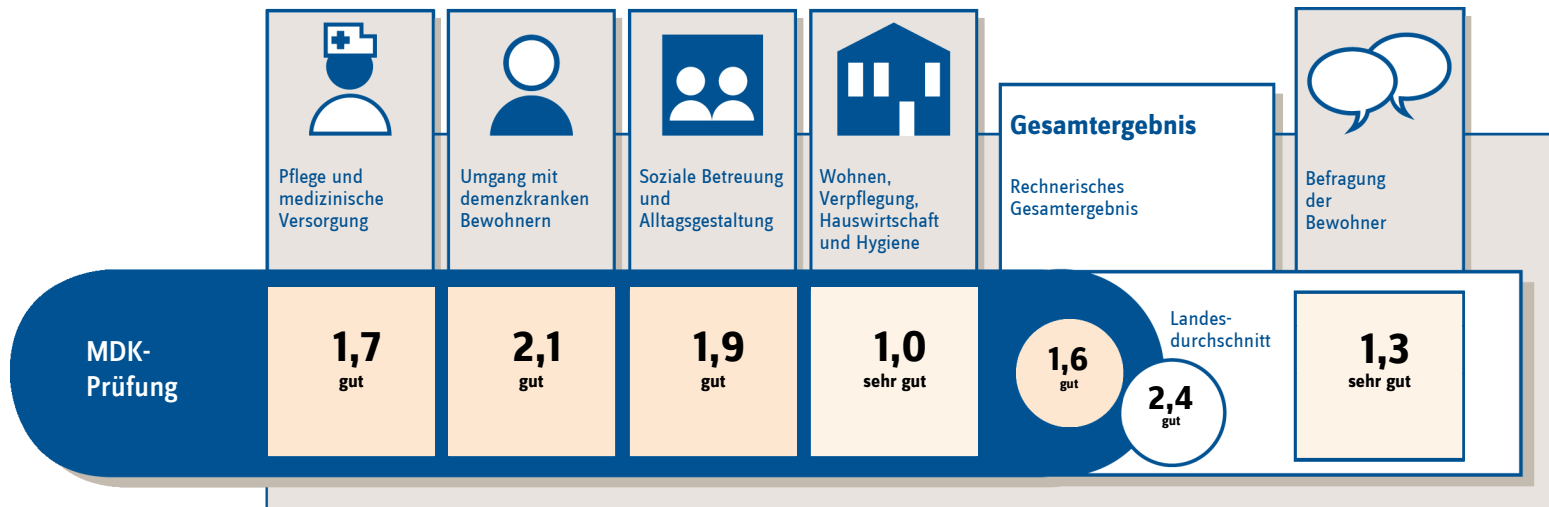 Pflege und
medizinische
Versorgung
Umgang mit
demenzkranken
Bewohnern
Soziale Betreuung
und
Alltagsgestaltung
Wohnen,
Verpflegung,
Hauswirtschaft
und Hygiene
Gesamtergebnis
Rechnerisches
Gesamtergebnis
Befragung
der
Bewohner
MDK-
Prüfung
1,7
gut
2,1
gut
1,9
gut
1,0
sehr gut
1,6
gut
Landes-
durchschnitt
2,4
gut
1,3
sehr gut